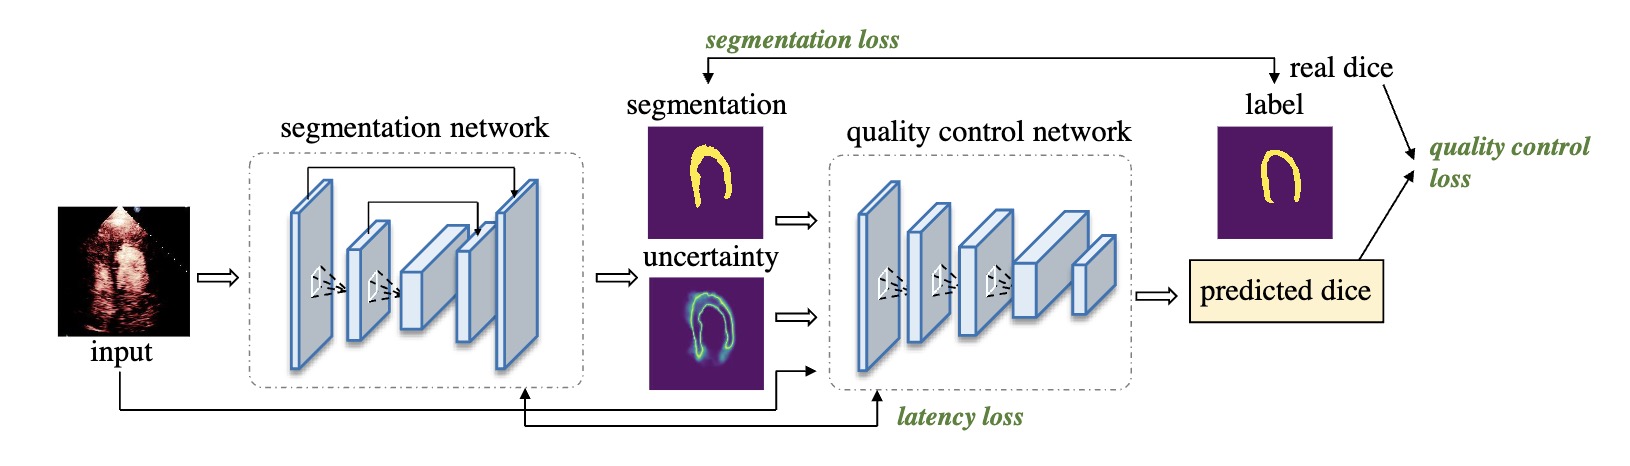 segmentation loss
real dice
segmentation
label
segmentation network
quality control network
quality control
loss
uncertainty
predicted dice
input
latency loss